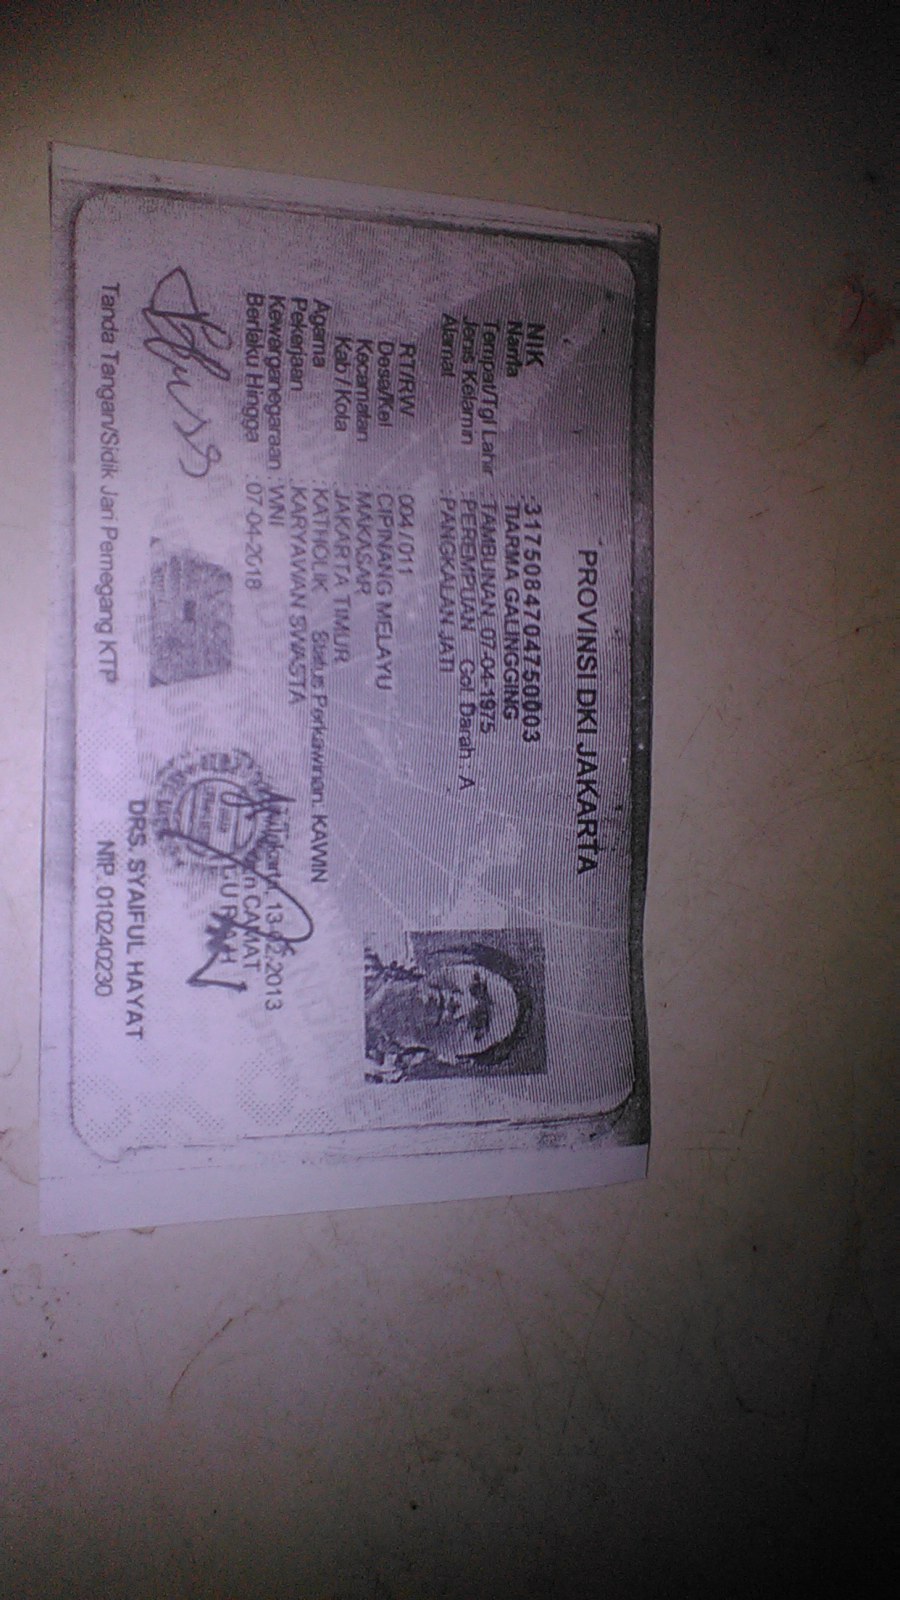 PROVINSI DKI JAKARTA
NIK : 3175084704750003
Nama : TIARMA GALINGGING
Tempat/Tgl Lahir : TAMBUNAN, 07-04-1975
Jenis Kelamin : PEREMPUAN Gol. Darah : A
Alamat : PANGKALAN JATI
RT/RW : 004 / 011
Desa/Kel : CIPINANG MELAYU
Kecamatan : MAKASAR
Kab / Kota : JAKARTA TIMUR
Agama : KATHOLIK Status Perkawinan : KAWIN
Pekerjaan : KARYAWAN SWASTA
Kewarganegaraan : WNI
Berlaku Hingga : 07-04-2018
Jakarta, 13-02-2013
CAMAT
LURAH
DRS. SYAIFUL HAYAT
Tanda Tangan/Sidik Jari Pemegang KTP
NIP. 010240230